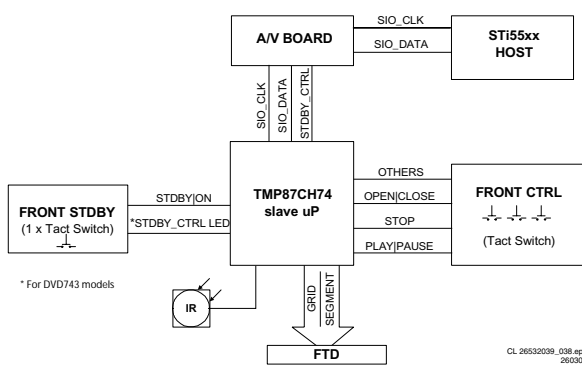 SIO_CLK
A/V BOARD
SIO_DATA
STi55xx
HOST
SIO_CLK
SIO_DATA
STDBY_CTRL
TMP87CH74
slave uP
OTHERS
OPEN|CLOSE
STOP
PLAY|PAUSE
FRONT CTRL
(Tact Switch)
STDBY|ON
*STDBY_CTRL LED
FRONT STDBY
(1 x Tact Switch)
* For DVD743 models
IR
GRID
SEGMENT
FTD
CL 26532039_038.ep
26030